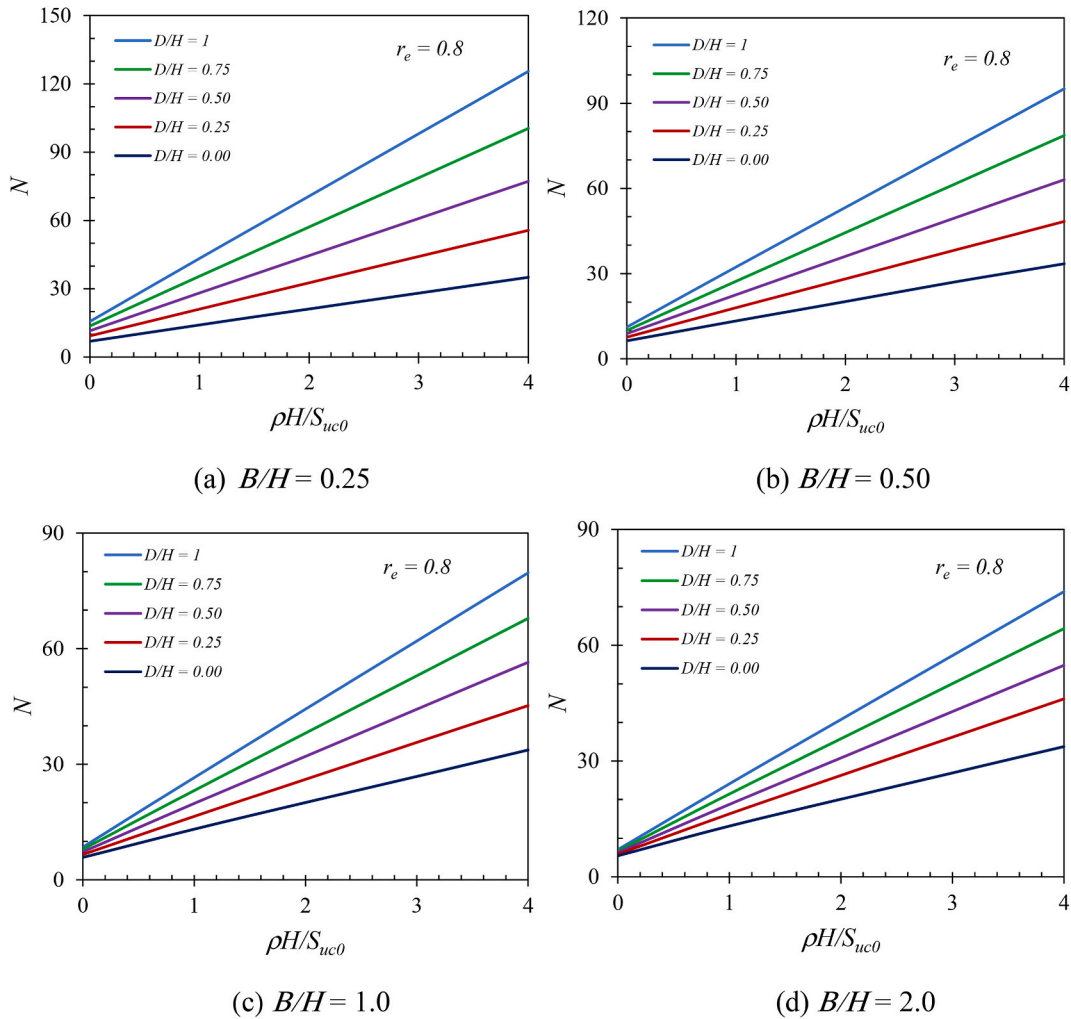 150
120
90
60
30
0
N
D/H = 1
D/H = 0.75
D/H = 0.50
D/H = 0.25
D/H = 0.00
r_e = 0.8
0 1 2 3 4
ρH/S_uc0
(a) B/H = 0.25
120
90
60
30
0
N
D/H = 1
D/H = 0.75
D/H = 0.50
D/H = 0.25
D/H = 0.00
r_e = 0.8
0 1 2 3 4
ρH/S_uc0
(b) B/H = 0.50
90
60
30
0
N
D/H = 1
D/H = 0.75
D/H = 0.50
D/H = 0.25
D/H = 0.00
r_e = 0.8
0 1 2 3 4
ρH/S_uc0
(c) B/H = 1.0
90
60
30
0
N
D/H = 1
D/H = 0.75
D/H = 0.50
D/H = 0.25
D/H = 0.00
r_e = 0.8
0 1 2 3 4
ρH/S_uc0
(d) B/H = 2.0